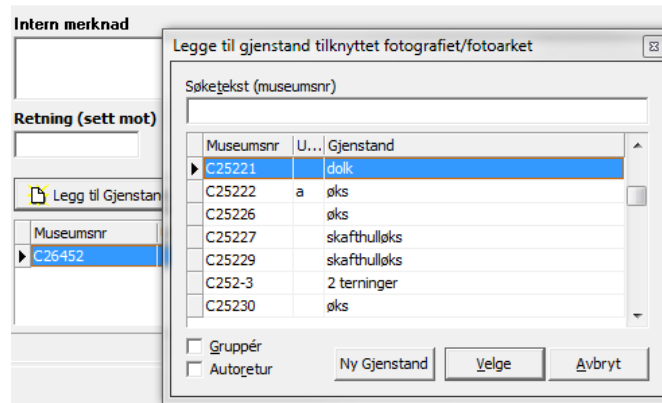 Intern merknad
Retning (sett mot)
Legg til Gjenstan
Museumsnr
C26452
Legge til gjenstand tilknyttet fotografiet/fotoarket
Søketekst (museumsnr)
Museumsnr U... Gjenstand
C25221 dolk
C25222 a øks
C25226 øks
C25227 skafthulløks
C25229 skafthulløks
C252-3 2 terninger
C25230 øks
Gruppér
Autoretur
Ny Gjenstand Velge Avbryt